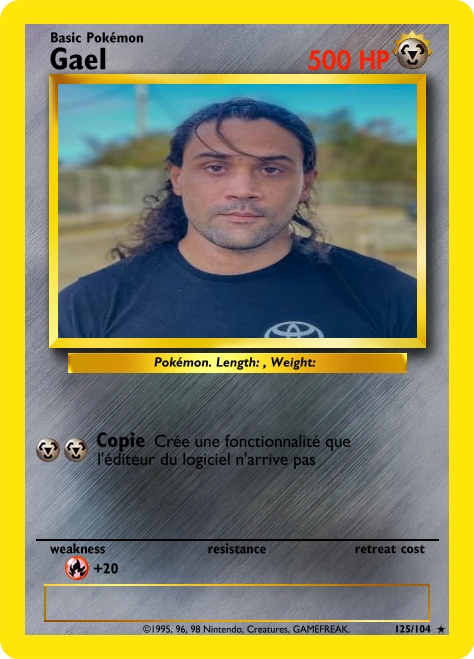 Basic Pokémon
Gael
500 HP
Pokémon. Length: , Weight:
Copie Crée une fonctionnalité que
l'éditeur du logiciel n'arrive pas
weakness resistance retreat cost
+20
©1995, 96, 98 Nintendo, Creatures, GAMEFREAK. 125/104 ★